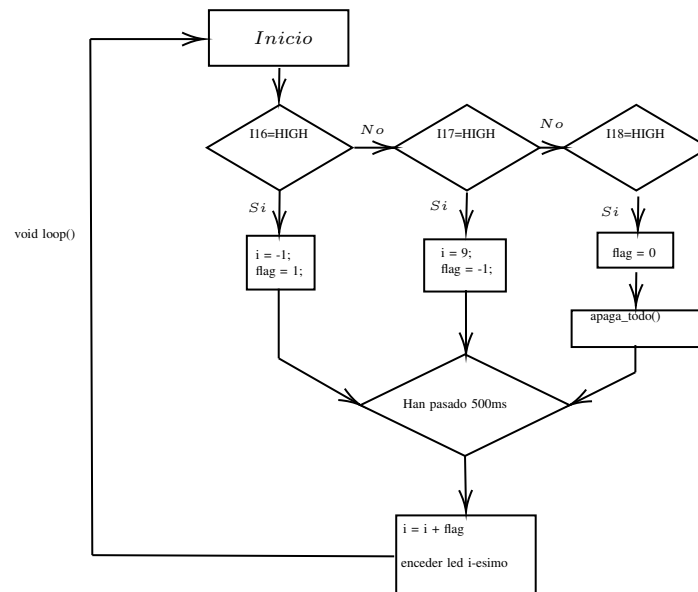 Inicio
I16=HIGH
No
I17=HIGH
No
I18=HIGH
Si
Si
Si
void loop()
i = -1;
flag = 1;
i = 9;
flag = -1;
flag = 0
apaga_todo()
Han pasado 500ms
i = i + flag
enceder led i-esimo